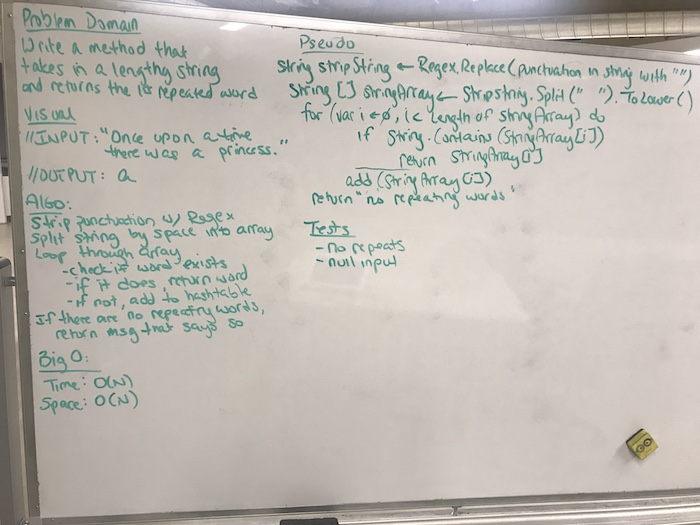 Problem Domain
Write a method that
takes in a lengthy string
and returns the 1st repeated word
Visual
//INPUT: "Once upon a time
there was a princess."
//OUTPUT: a
Algo:
Strip punctuation w/ Regex
split string by space into array
Loop through array
- check if word exists
- if it does, return word
- if not, add to hashtable
If there are no repeating words,
return msg that says so
Big O:
Time: O(N)
Space: O(N)
Pseudo
string stripString ← Regex.Replace(punctuation in string with "")
String[] stringArray ← stripstring.Split(" ").ToLower()
for (var i ← 0, i < length of stringArray) do
if String.Contains(StringArray[i])
return StringArray[i]
add (StringArray[i])
return "no repeating words"
Tests
- no repeats
- null input